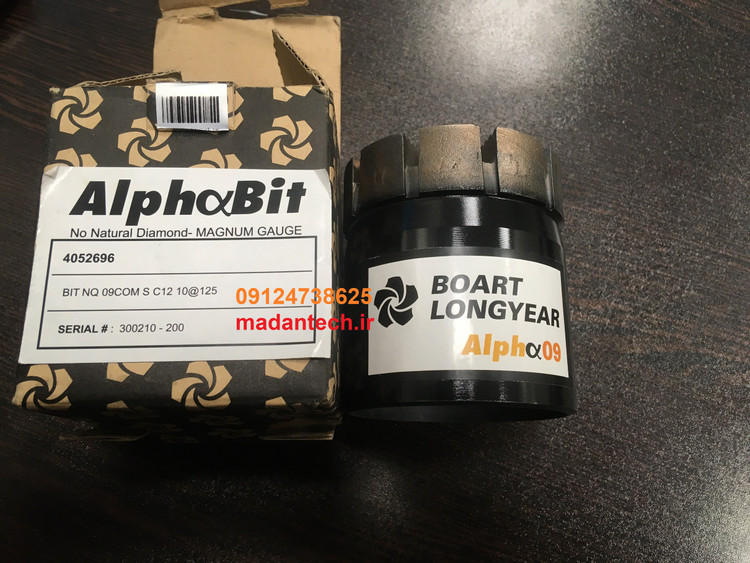 AlphαBit
No Natural Diamond- MAGNUM GAUGE
4052696
BIT NQ 09COM S C12 10@125
SERIAL # : 300210 - 200
09124738625
madantech.ir
BOART
LONGYEAR
Alphα09